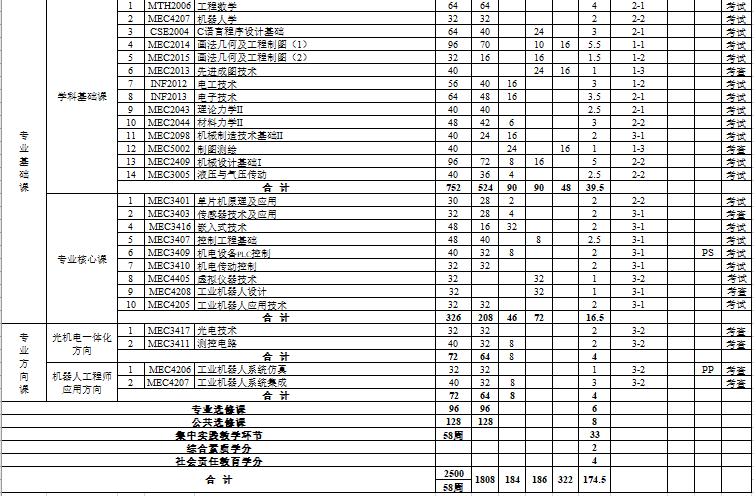 1 MTH2006 工程数学 64 64 4 2-1 考试
2 MEC4207 机器人学 32 32 2 2-2 考试
3 CSE2004 C语言程序设计基础 64 40 24 3 2-1 考试
4 MEC2014 画法几何及工程制图（1） 96 70 10 16 5.5 1-1 考试
5 MEC2015 画法几何及工程制图（2） 32 16 16 1.5 1-2 考试
6 MEC2013 先进成图技术 40 24 16 1 1-3 考查
学科基础课 7 INF2012 电工技术 56 40 16 3 1-2 考试
8 INF2013 电子技术 64 48 16 3.5 2-1 考试
9 MEC2043 理论力学II 40 40 2.5 2-1 考试
10 MEC2044 材料力学II 48 42 6 3 2-2 考试
专业基础课 11 MEC2098 机械制造技术基础II 40 24 16 2 3-1 考试
12 MEC5002 制图测绘 40 24 16 1 1-3 考查
13 MEC2409 机械设计基础I 96 72 8 16 5 2-2 考试
14 MEC3005 液压与气压传动 40 36 4 2.5 2-2 考试
合 计 752 524 90 90 48 39.5
1 MEC3401 单片机原理及应用 30 28 2 2 2-2 考试
2 MEC3403 传感器技术及应用 32 28 4 2 3-1 考查
4 MEC3416 嵌入式技术 48 16 32 2 3-1 考试
5 MEC3407 控制工程基础 48 40 8 2.5 3-1 考试
专业核心课 6 MEC3409 机电设备PLC控制 40 32 8 2 3-1 PS 考试
7 MEC3410 机电传动控制 32 32 2 3-1 考试
8 MEC4405 虚拟仪器技术 32 32 1 3-2 考试
9 MEC4208 工业机器人设计 32 32 1 3-1 考查
10 MEC4205 工业机器人应用技术 32 32 2 3-1 考试
合 计 326 208 46 72 16.5
专业方向课 光机电一体化方向 1 MEC3417 光电技术 32 32 2 3-2 考查
2 MEC3411 测控电路 40 32 8 2 3-2 考查
合 计 72 64 8 4
机器人工程师应用方向 1 MEC4206 工业机器人系统仿真 32 32 1 3-2 PP 考查
2 MEC4207 工业机器人系统集成 40 32 8 3 3-2 考查
合 计 72 64 8 4
专业选修课 96 96 6
公共选修课 128 128 8
集中实践教学环节 58周 33
综合素质学分 2
社会责任教育学分 4
合 计 2500 1808 184 186 322 174.5
58周